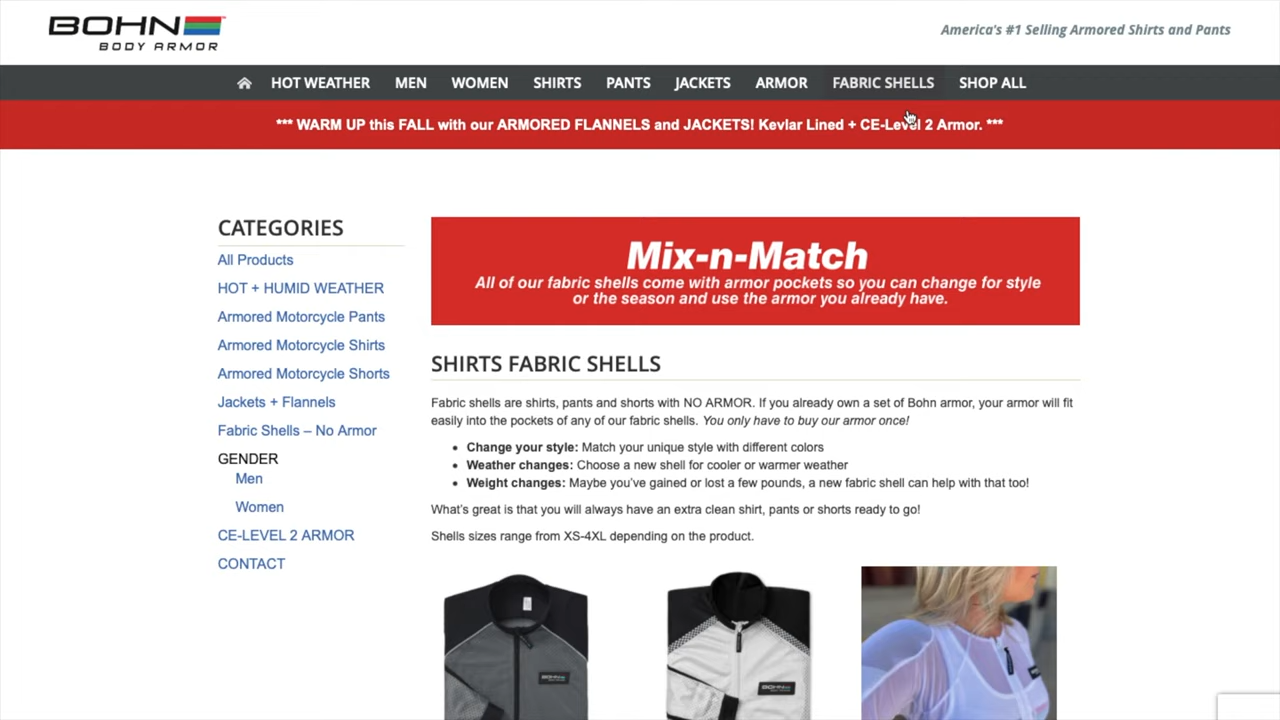 BOHN
BODY ARMOR
America's #1 Selling Armored Shirts and Pants
HOT WEATHER MEN WOMEN SHIRTS PANTS JACKETS ARMOR FABRIC SHELLS SHOP ALL
*** WARM UP this FALL with our ARMORED FLANNELS and JACKETS! Kevlar Lined + CE-Level 2 Armor. ***
CATEGORIES
All Products
HOT + HUMID WEATHER
Armored Motorcycle Pants
Armored Motorcycle Shirts
Armored Motorcycle Shorts
Jackets + Flannels
Fabric Shells – No Armor
GENDER
Men
Women
CE-LEVEL 2 ARMOR
CONTACT
Mix-n-Match
All of our fabric shells come with armor pockets so you can change for style
or the season and use the armor you already have.
SHIRTS FABRIC SHELLS
Fabric shells are shirts, pants and shorts with NO ARMOR. If you already own a set of Bohn armor, your armor will fit
easily into the pockets of any of our fabric shells. You only have to buy our armor once!
• Change your style: Match your unique style with different colors
• Weather changes: Choose a new shell for cooler or warmer weather
• Weight changes: Maybe you've gained or lost a few pounds, a new fabric shell can help with that too!
What's great is that you will always have an extra clean shirt, pants or shorts ready to go!
Shells sizes range from XS-4XL depending on the product.
BOHN
BOHN